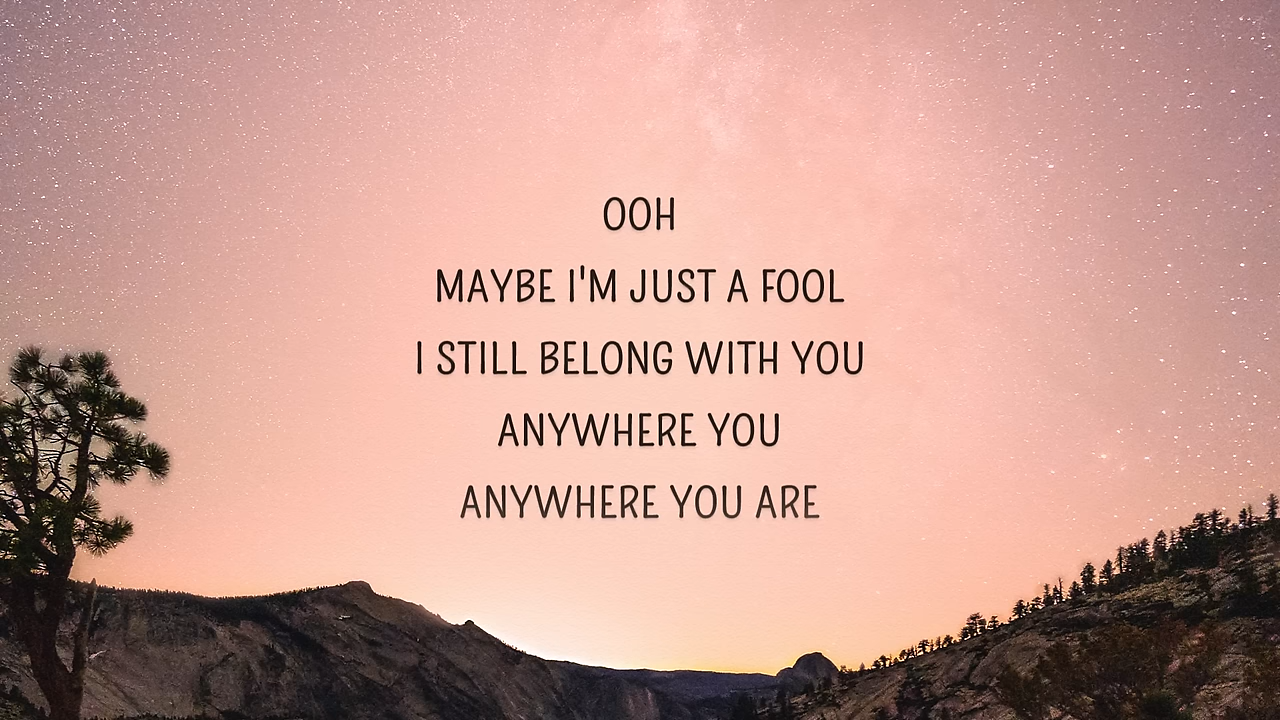 OOH
MAYBE I'M JUST A FOOL
I STILL BELONG WITH YOU
ANYWHERE YOU
ANYWHERE YOU ARE